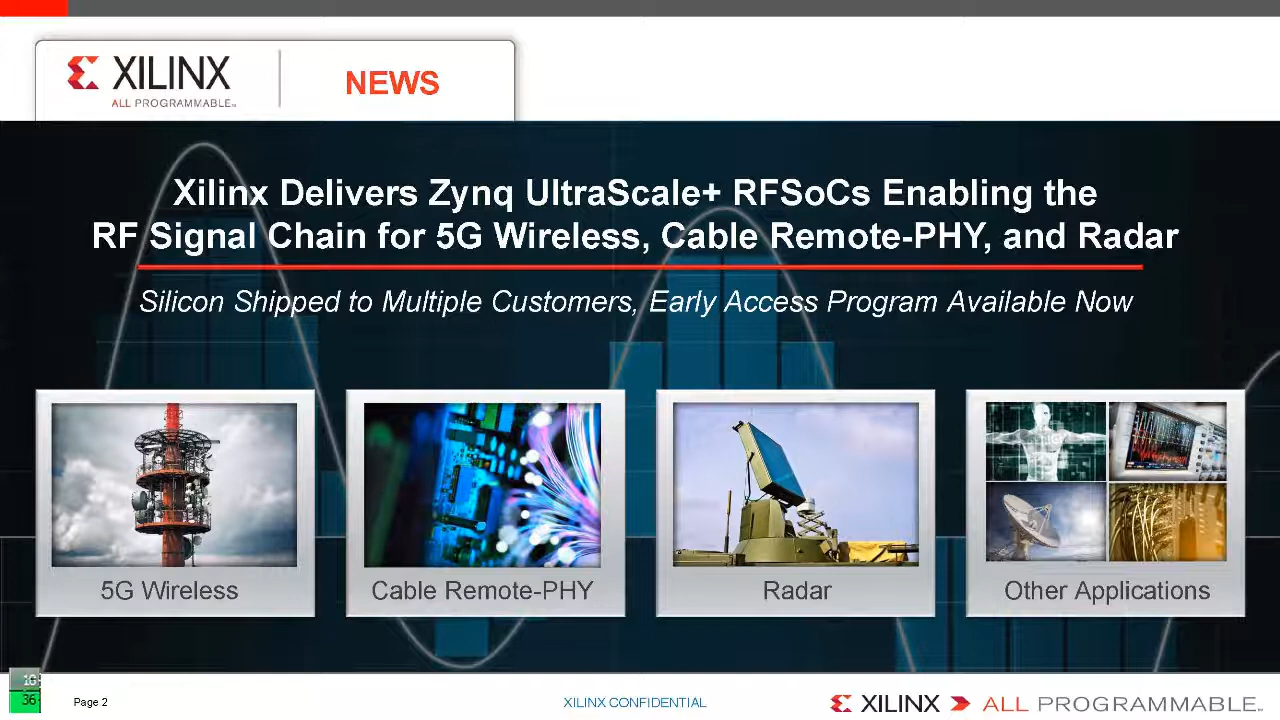 XILINX
ALL PROGRAMMABLE™
NEWS
Xilinx Delivers Zynq UltraScale+ RFSoCs Enabling the
RF Signal Chain for 5G Wireless, Cable Remote-PHY, and Radar
Silicon Shipped to Multiple Customers, Early Access Program Available Now
5G Wireless
Cable Remote-PHY
Radar
Other Applications
36
Page 2
XILINX CONFIDENTIAL
XILINX
ALL PROGRAMMABLE™